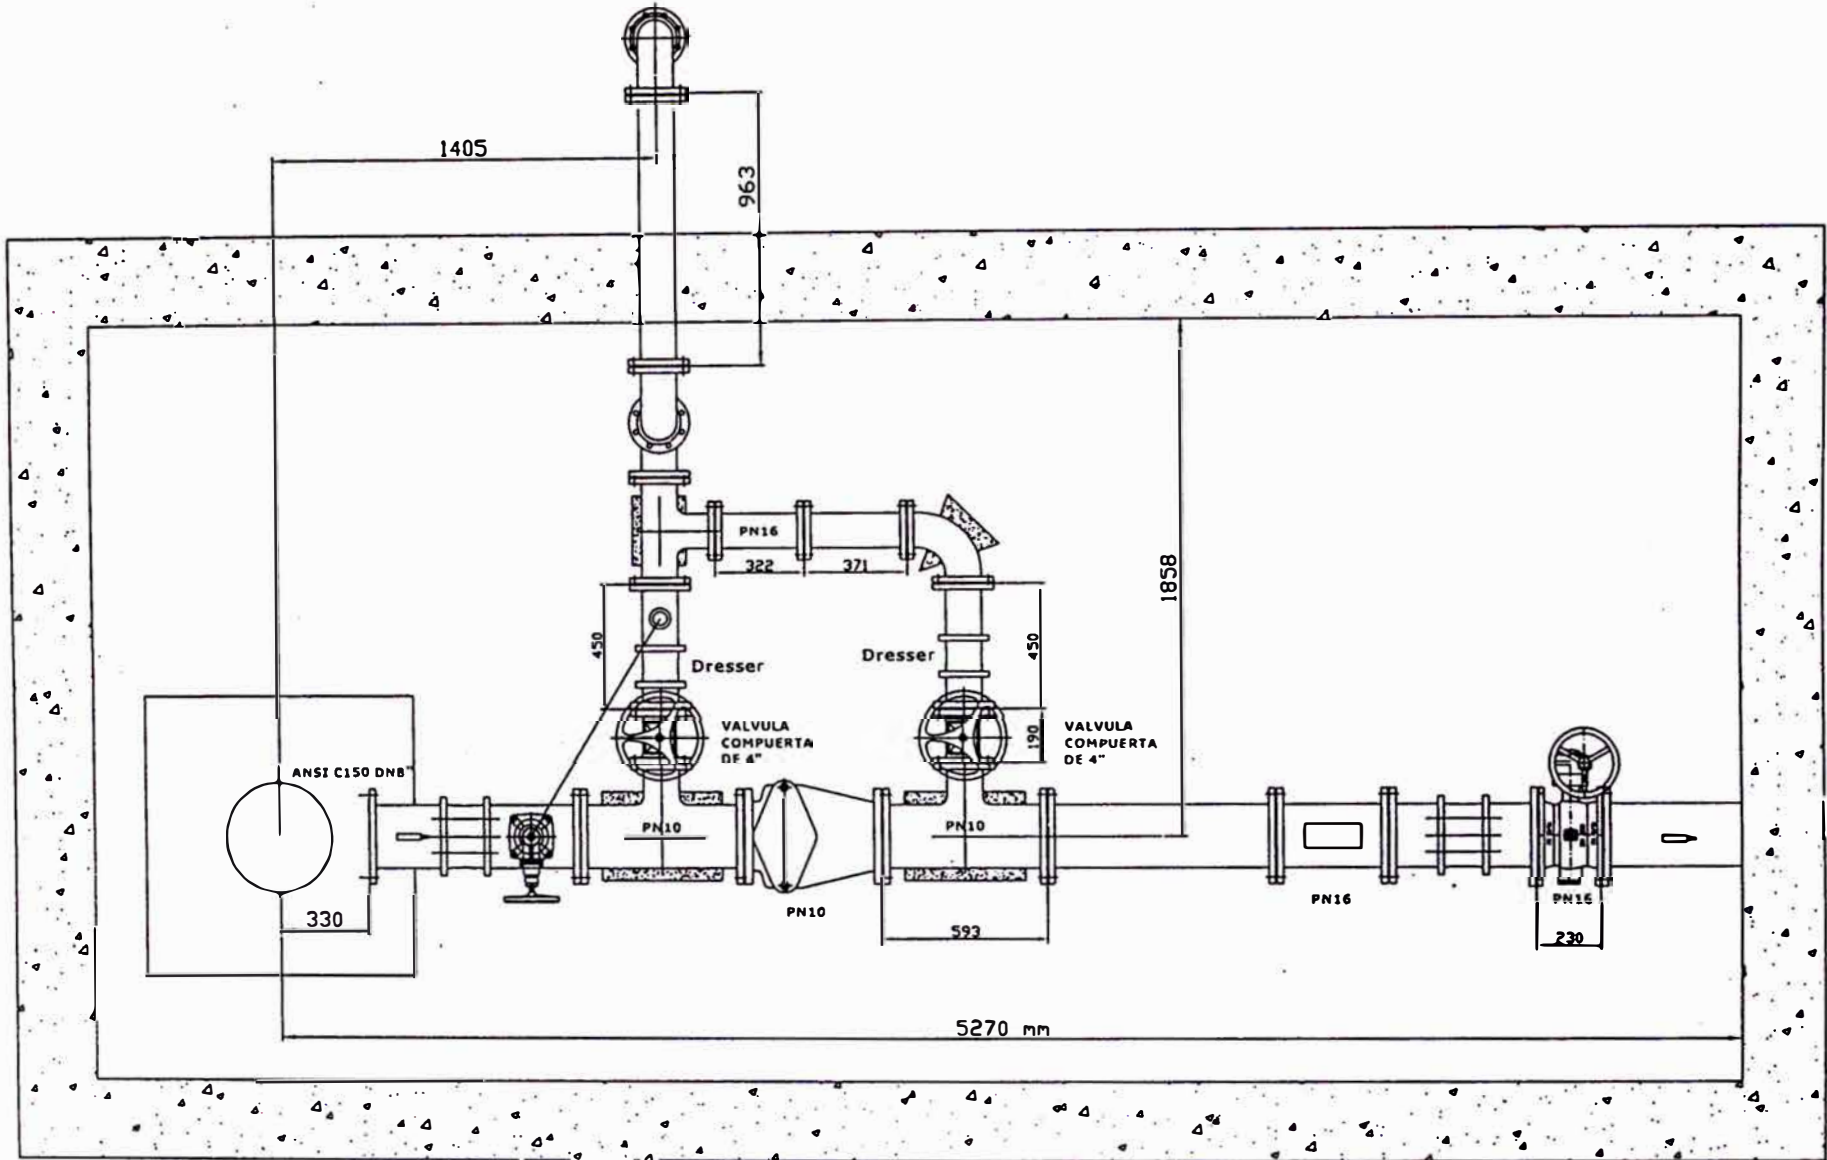 1405
963
PN16
322
371
1858
450
450
Dresser
Dresser
VALVULA
COMPUERTA
DE 4"
190
VALVULA
COMPUERTA
DE 4"
ANSI C150 DN8"
PN10
PN10
330
PN10
PN16
PN16
593
230
5270 mm